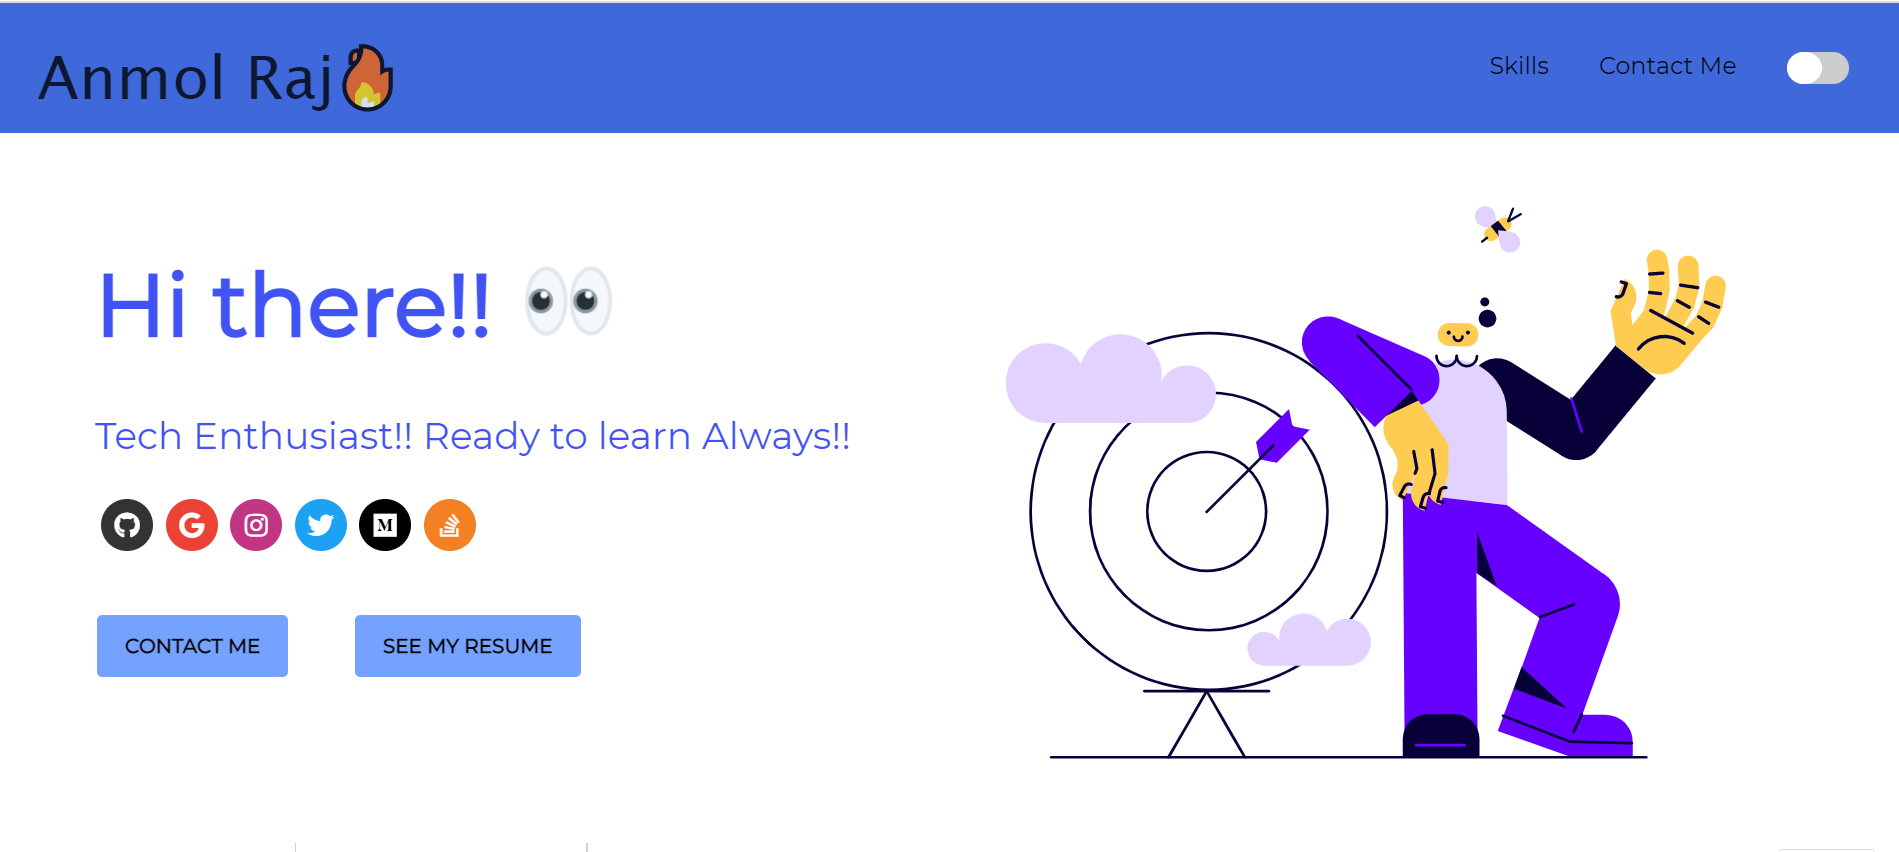 Anmol Raj
Skills
Contact Me
Hi there!!
Tech Enthusiast!! Ready to learn Always!!
CONTACT ME
SEE MY RESUME